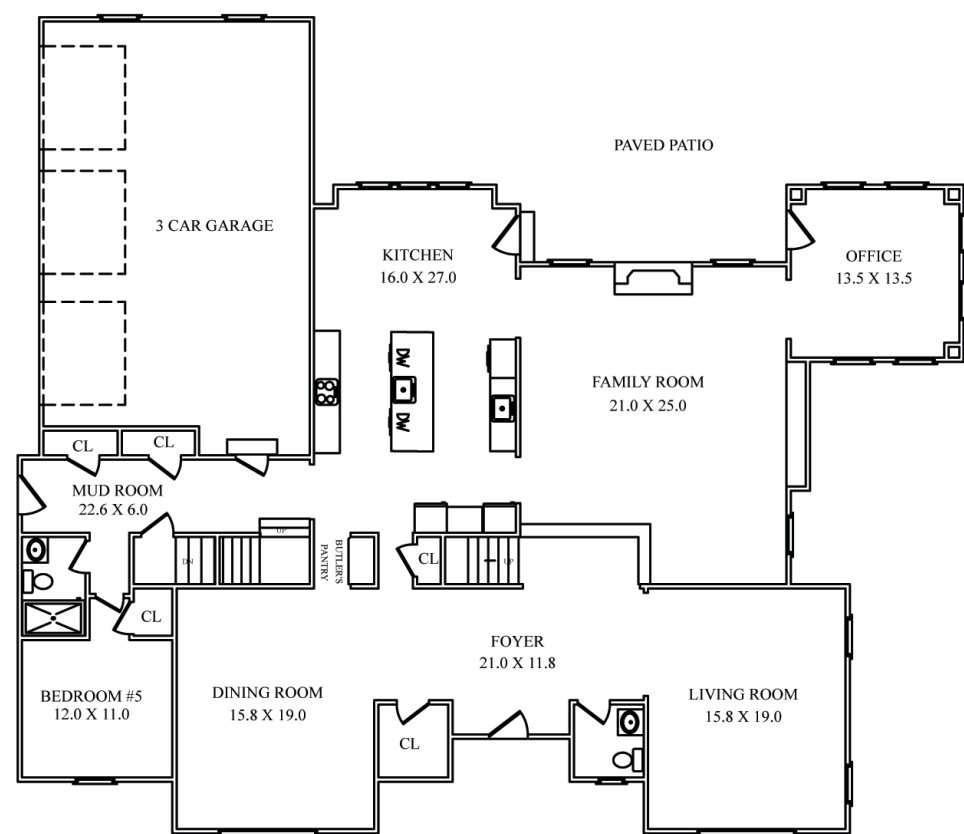 PAVED PATIO
3 CAR GARAGE
KITCHEN
16.0 X 27.0
OFFICE
13.5 X 13.5
DW
DW
FAMILY ROOM
21.0 X 25.0
CL
CL
MUD ROOM
22.6 X 6.0
UP
DN
BUTLER'S
PANTRY
CL
UP
CL
FOYER
21.0 X 11.8
BEDROOM #5
12.0 X 11.0
DINING ROOM
15.8 X 19.0
LIVING ROOM
15.8 X 19.0
CL